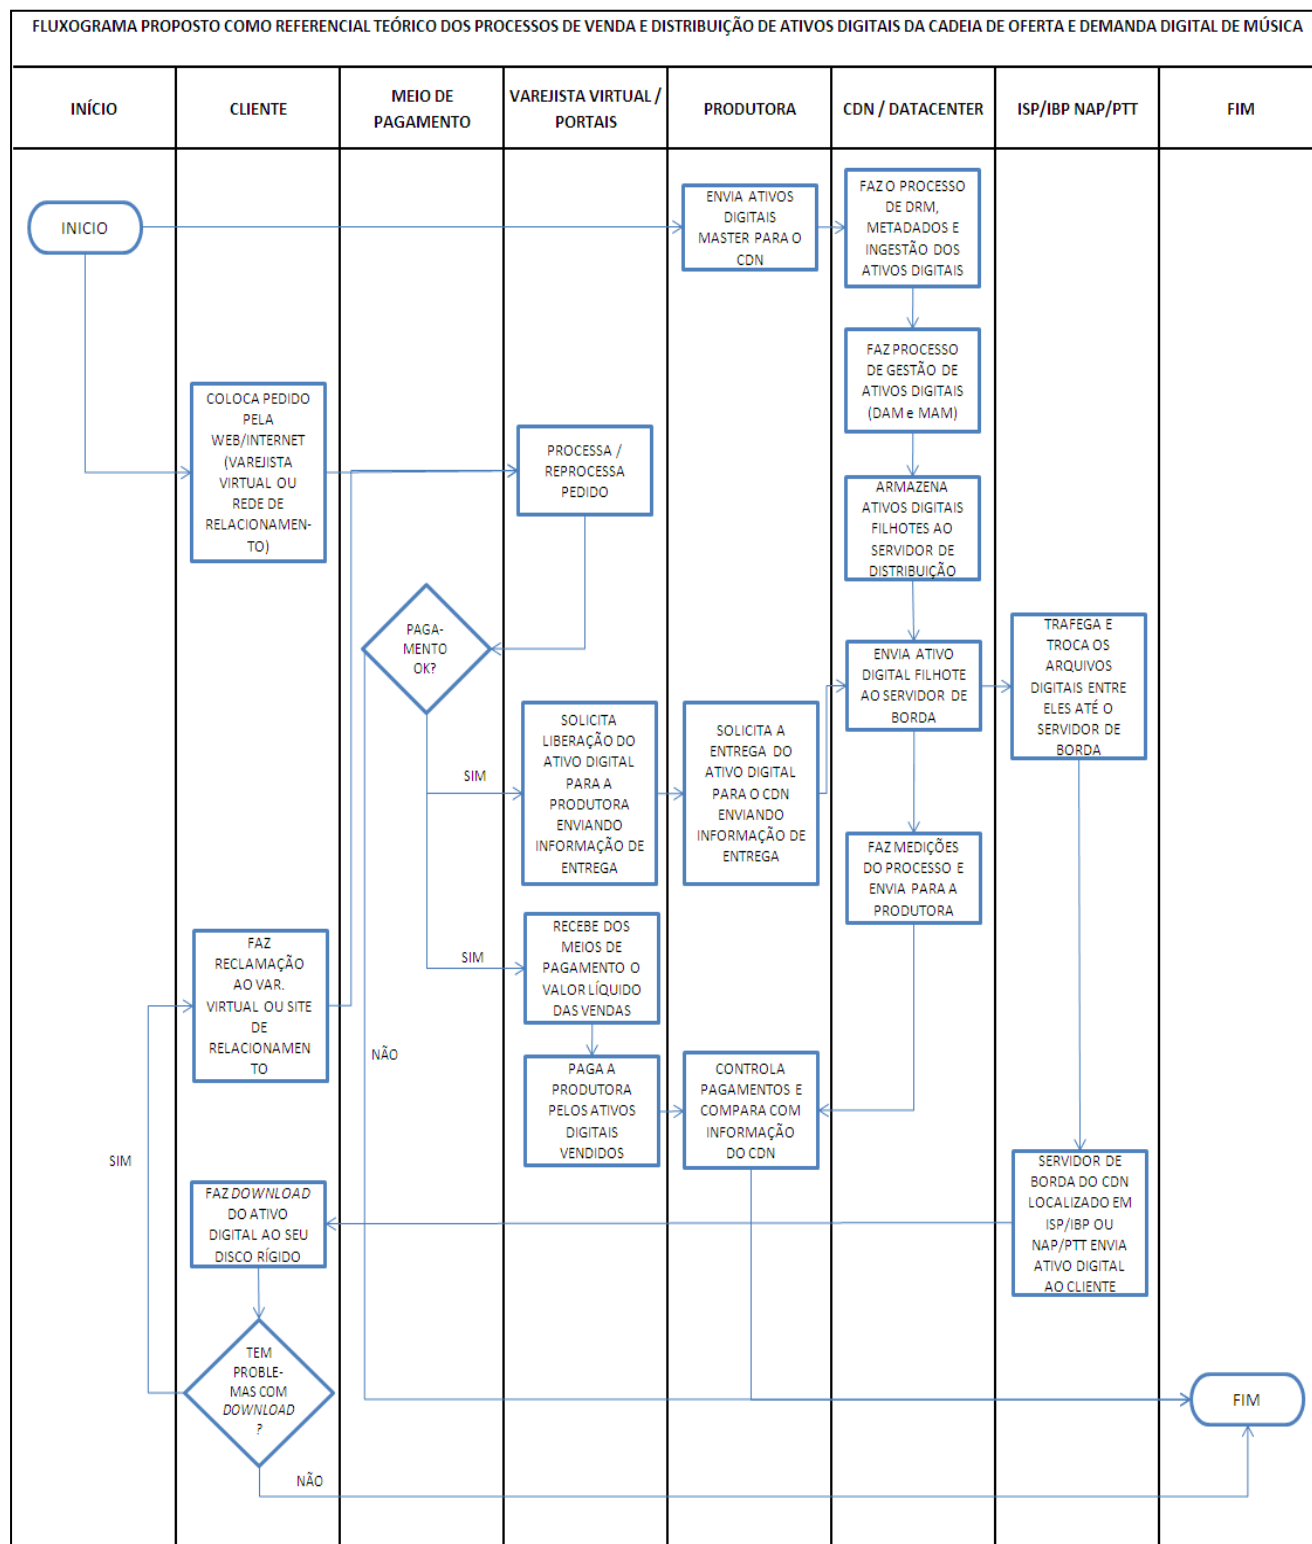 FLUXOGRAMA PROPOSTO COMO REFERENCIAL TEÓRICO DOS PROCESSOS DE VENDA E DISTRIBUIÇÃO DE ATIVOS DIGITAIS DA CADEIA DE OFERTA E DEMANDA DIGITAL DE MÚSICA
INÍCIO
CLIENTE
MEIO DE
PAGAMENTO
VAREJISTA VIRTUAL /
PORTAIS
PRODUTORA
CDN / DATACENTER
ISP/IBP NAP/PTT
FIM
INICIO
ENVIA ATIVOS
DIGITAIS
MASTER PARA O
CDN
FAZ O PROCESSO
DE DRM,
METADADOS E
INGESTÃO DOS
ATIVOS DIGITAIS
FAZ PROCESSO
DE GESTÃO DE
ATIVOS DIGITAIS
(DAM e MAM)
COLOCA PEDIDO
PELA
WEB/INTERNET
(VAREJISTA
VIRTUAL OU
REDE DE
RELACIONAMEN-
TO)
PROCESSA /
REPROCESSA
PEDIDO
ARMAZENA
ATIVOS DIGITAIS
FILHOTES AO
SERVIDOR DE
DISTRIBUIÇÃO
PAGA-
MENTO
OK?
ENVIA ATIVO
DIGITAL FILHOTE
AO SERVIDOR DE
BORDA
TRAFEGA E
TROCA OS
ARQUIVOS
DIGITAIS ENTRE
ELES ATÉ O
SERVIDOR DE
BORDA
SIM
SOLICITA
LIBERAÇÃO DO
ATIVO DIGITAL
PARA A
PRODUTORA
ENVIANDO
INFORMAÇÃO DE
ENTREGA
SOLICITA A
ENTREGA DO
ATIVO DIGITAL
PARA O CDN
ENVIANDO
INFORMAÇÃO DE
ENTREGA
FAZ MEDIÇÕES
DO PROCESSO E
ENVIA PARA A
PRODUTORA
FAZ
RECLAMAÇÃO
AO VAR.
VIRTUAL OU SITE
DE
RELACIONAMEN
TO
SIM
RECEBE DOS
MEIOS DE
PAGAMENTO O
VALOR LÍQUIDO
DAS VENDAS
NÃO
PAGA A
PRODUTORA
PELOS ATIVOS
DIGITAIS
VENDIDOS
CONTROLA
PAGAMENTOS E
COMPARA COM
INFORMAÇÃO
DO CDN
SIM
FAZ DOWNLOAD
DO ATIVO
DIGITAL AO SEU
DISCO RÍGIDO
SERVIDOR DE
BORDA DO CDN
LOCALIZADO EM
ISP/IBP OU
NAP/PTT ENVIA
ATIVO DIGITAL
AO CLIENTE
TEM
PROBLE-
MAS COM
DOWNLOAD
?
FIM
NÃO